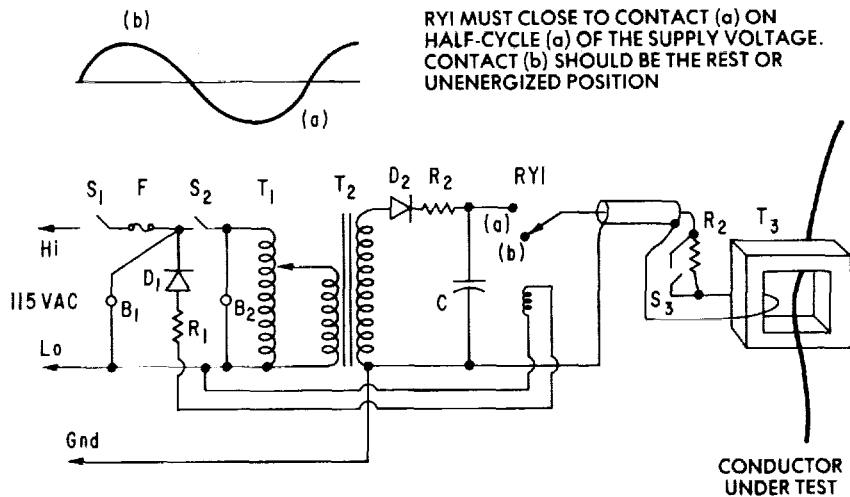 (b)
RYI MUST CLOSE TO CONTACT (a) ON
HALF-CYCLE (a) OF THE SUPPLY VOLTAGE.
CONTACT (b) SHOULD BE THE REST OR
UNENERGIZED POSITION
(a)
S1 F S2 T1 T2 D2 R2 RYI
(a)
(b)
R2 T3
Hi
D1
115 VAC B1 R1 B2 C S3
Lo
Gnd
CONDUCTOR
UNDER TEST